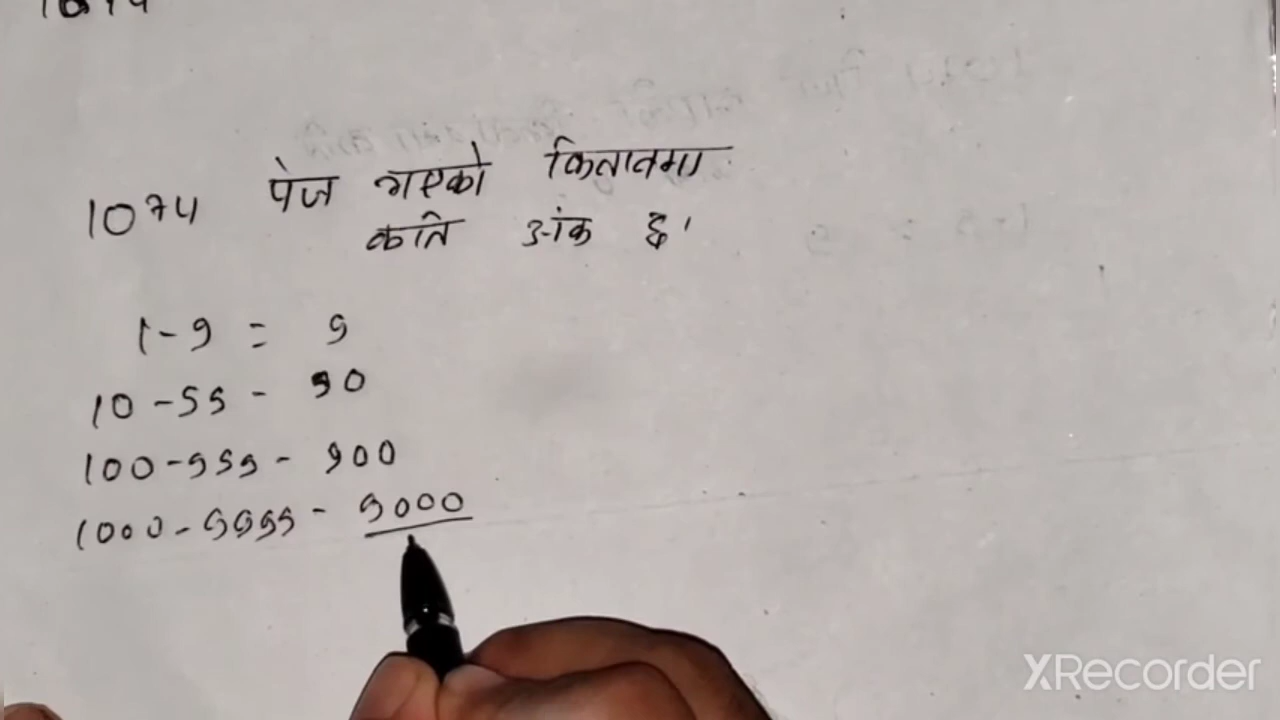 1074 पेज भएको किताबमा
कति अंक छ।
1-9 = 9
10-99 - 90
100-999 - 900
1000-9999 - 9000
XRecorder